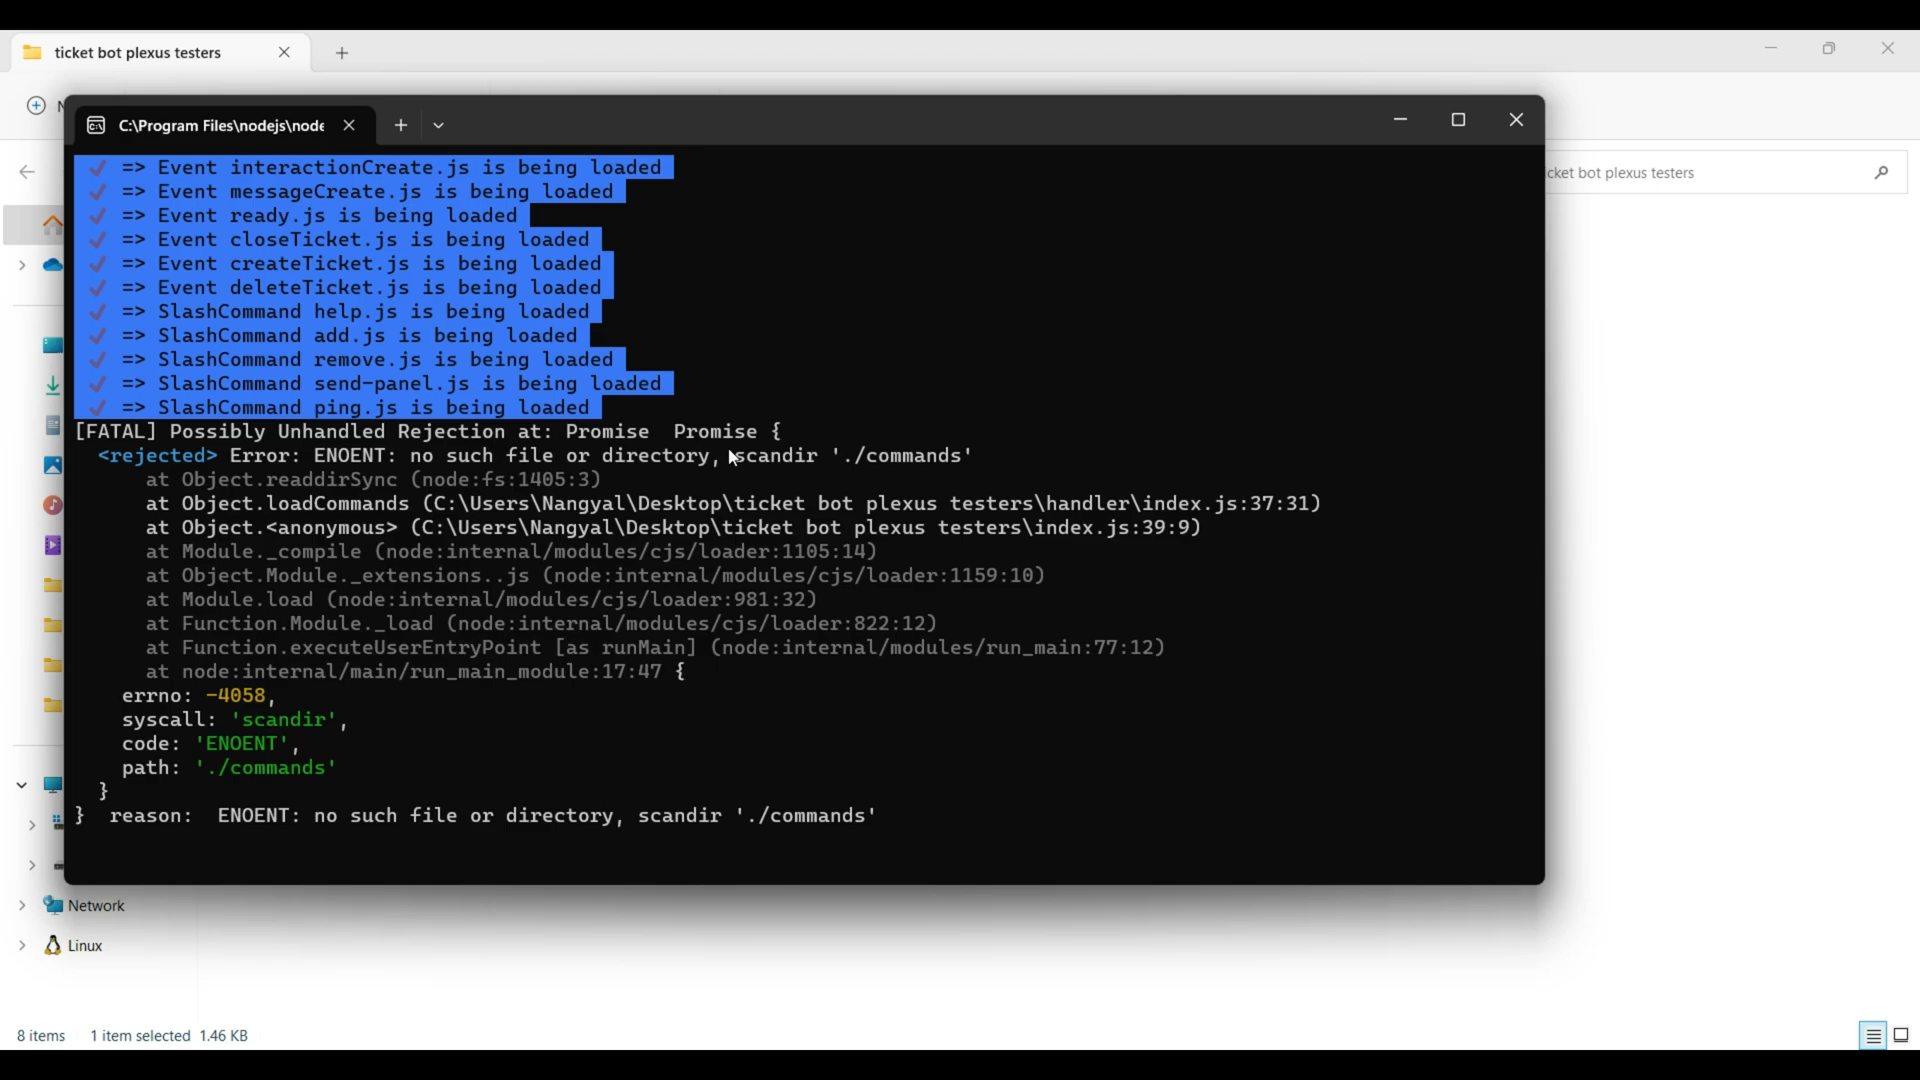 ticket bot plexus testers
C:\Program Files\nodejs\node
cket bot plexus testers
✓ => Event interactionCreate.js is being loaded
✓ => Event messageCreate.js is being loaded
✓ => Event ready.js is being loaded
✓ => Event closeTicket.js is being loaded
✓ => Event createTicket.js is being loaded
✓ => Event deleteTicket.js is being loaded
✓ => SlashCommand help.js is being loaded
✓ => SlashCommand add.js is being loaded
✓ => SlashCommand remove.js is being loaded
✓ => SlashCommand send-panel.js is being loaded
✓ => SlashCommand ping.js is being loaded
[FATAL] Possibly Unhandled Rejection at: Promise  Promise {
<rejected> Error: ENOENT: no such file or directory, scandir './commands'
at Object.readdirSync (node:fs:1405:3)
at Object.loadCommands (C:\Users\Nangyal\Desktop\ticket bot plexus testers\handler\index.js:37:31)
at Object.<anonymous> (C:\Users\Nangyal\Desktop\ticket bot plexus testers\index.js:39:9)
at Module._compile (node:internal/modules/cjs/loader:1105:14)
at Object.Module._extensions..js (node:internal/modules/cjs/loader:1159:10)
at Module.load (node:internal/modules/cjs/loader:981:32)
at Function.Module._load (node:internal/modules/cjs/loader:822:12)
at Function.executeUserEntryPoint [as runMain] (node:internal/modules/run_main:77:12)
at node:internal/main/run_main_module:17:47 {
errno: -4058,
syscall: 'scandir',
code: 'ENOENT',
path: './commands'
}
} reason:  ENOENT: no such file or directory, scandir './commands'
Network
Linux
8 items 1 item selected 1.46 KB